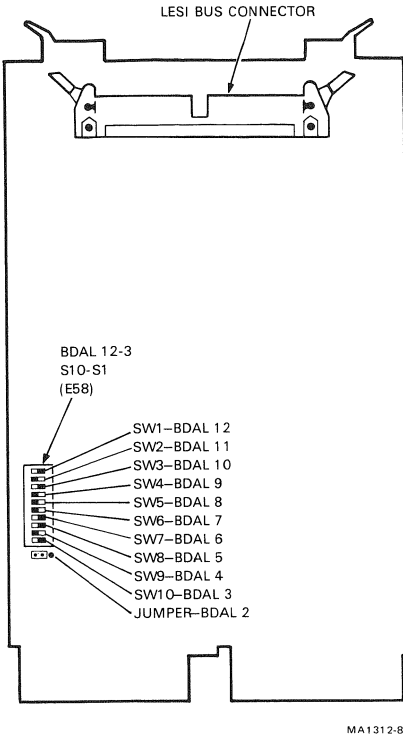 LESI BUS CONNECTOR
BDAL 12-3
S10-S1
(E58)
SW1–BDAL 12
SW2–BDAL 11
SW3–BDAL 10
SW4–BDAL 9
SW5–BDAL 8
SW6–BDAL 7
SW7–BDAL 6
SW8–BDAL 5
SW9–BDAL 4
SW10–BDAL 3
JUMPER–BDAL 2
MA1312-8